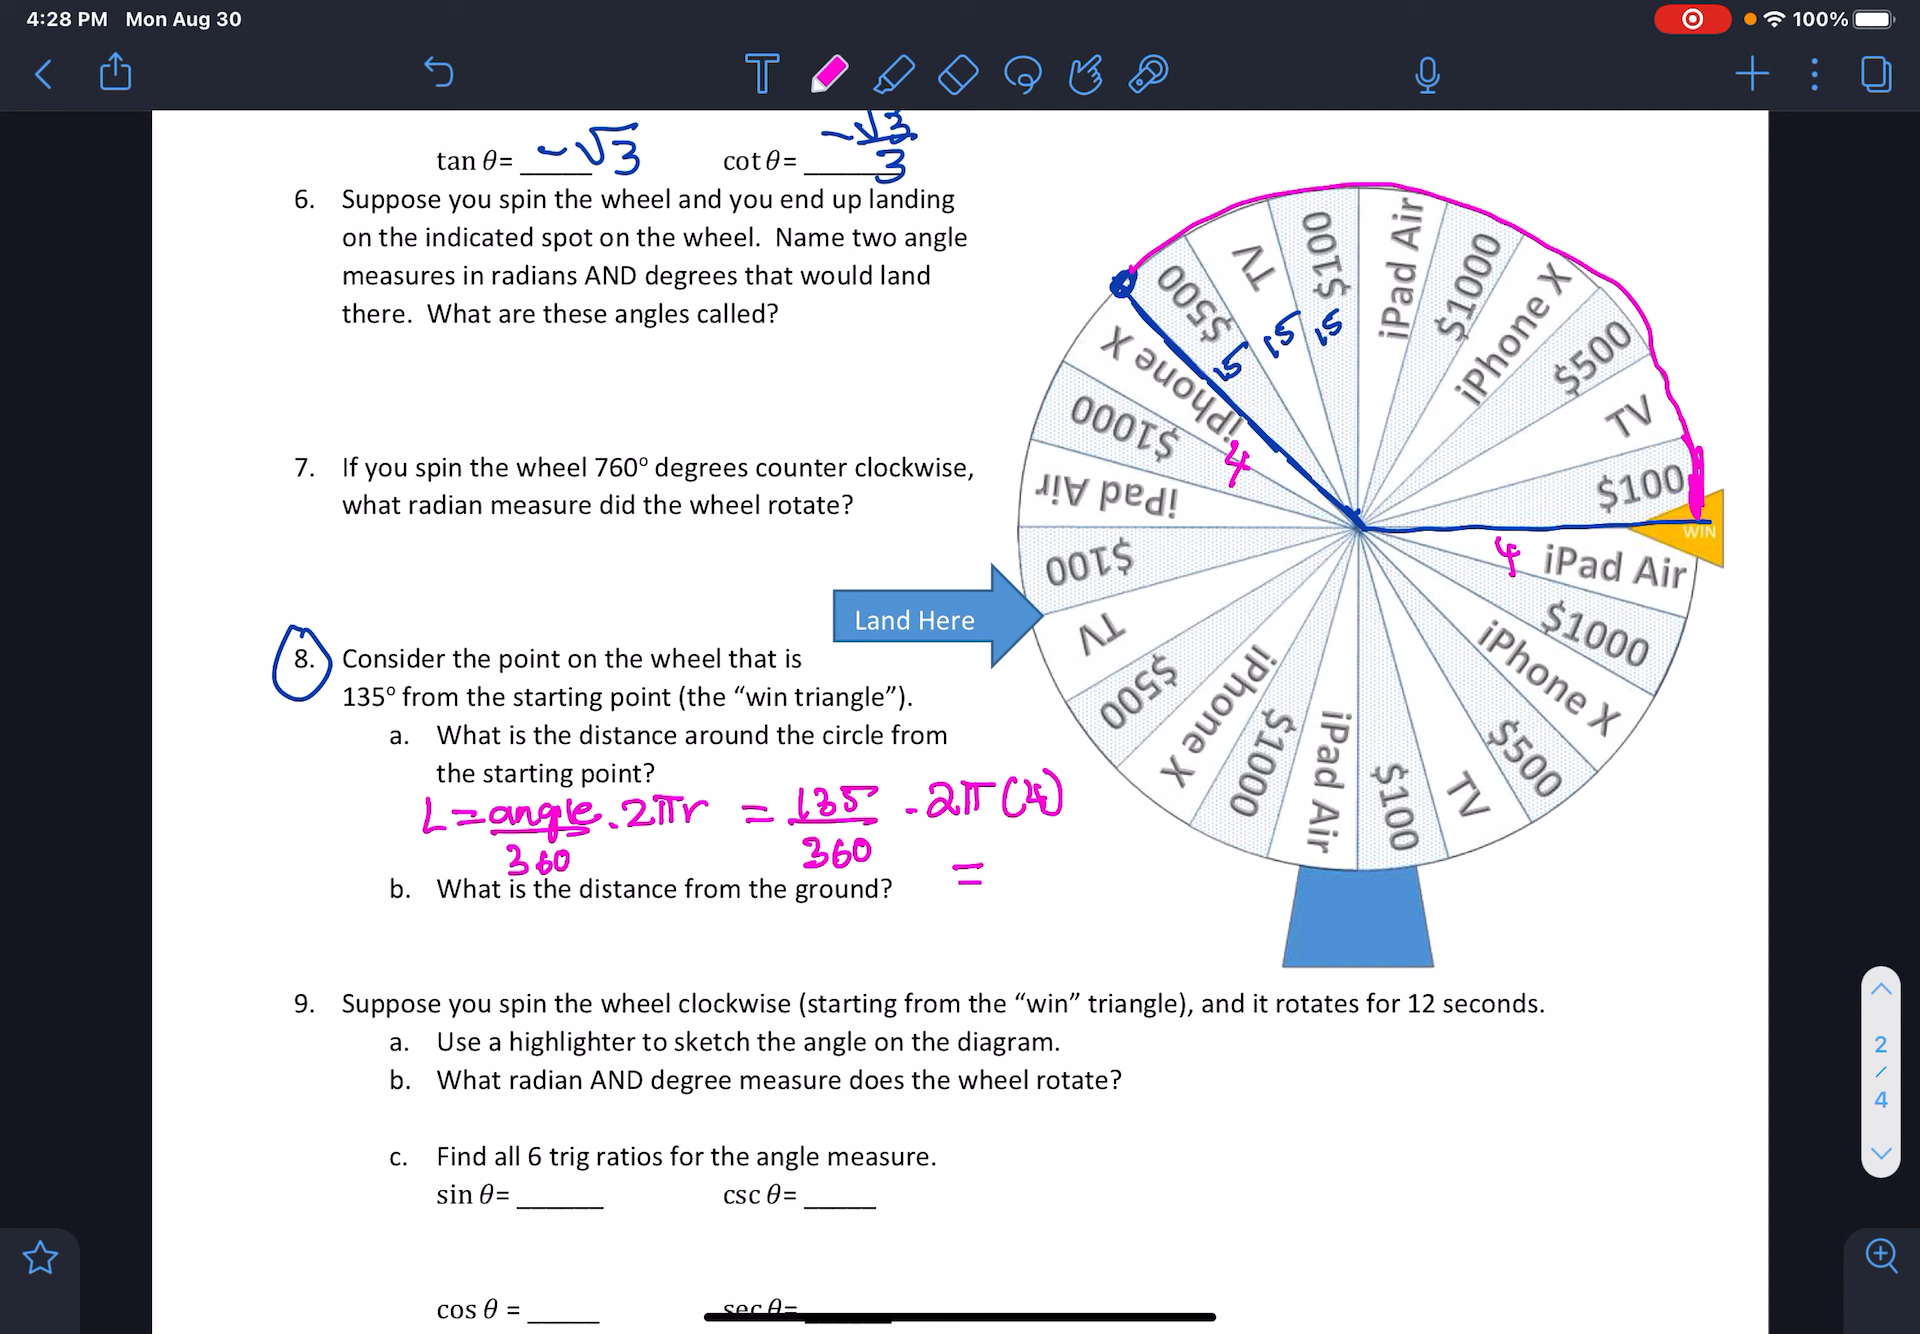 4:28 PM Mon Aug 30
100%
tan θ= -√3 cot θ= -√3/3
6. Suppose you spin the wheel and you end up landing
on the indicated spot on the wheel. Name two angle
measures in radians AND degrees that would land
there. What are these angles called?
7. If you spin the wheel 760° degrees counter clockwise,
what radian measure did the wheel rotate?
Land Here
8. Consider the point on the wheel that is
135° from the starting point (the “win triangle”).
a. What is the distance around the circle from
the starting point?
L = angle/360 . 2πr = 135/360 . 2π(4)
=
b. What is the distance from the ground?
9. Suppose you spin the wheel clockwise (starting from the “win” triangle), and it rotates for 12 seconds.
a. Use a highlighter to sketch the angle on the diagram.
b. What radian AND degree measure does the wheel rotate?
c. Find all 6 trig ratios for the angle measure.
sin θ= ______ csc θ= _____
cos θ = _____ sec θ= ______
iPad Air
$1000
iPhone X
$500
TV
$100
WIN
iPad Air
$1000
iPhone X
$500
TV
$100
iPad Air
$1000
iPhone X
$500
TV
$100
iPad Air
$1000
iPhone X
$500
TV
$100
15 15 15
4
4
2
/
4